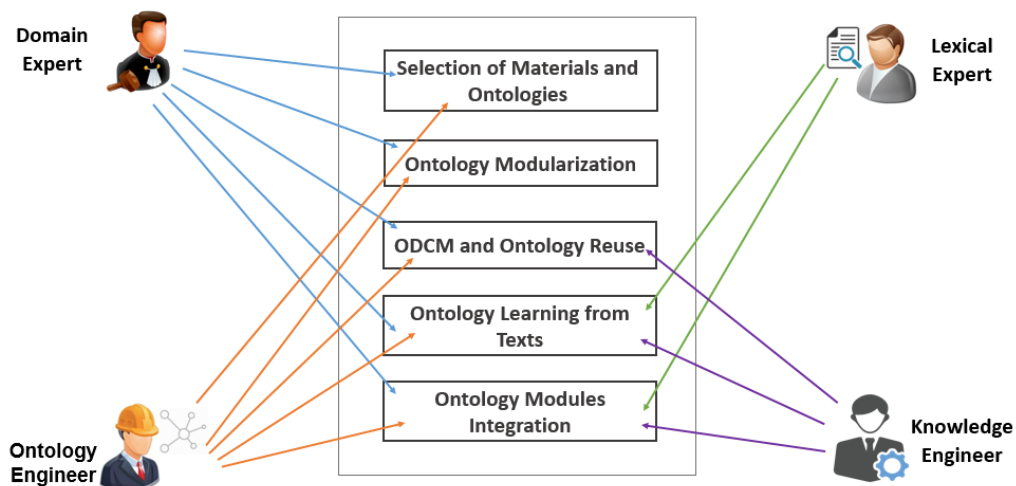 Domain
Expert
Selection of Materials and
Ontologies
Ontology Modularization
ODCM and Ontology Reuse
Ontology Learning from
Texts
Ontology Modules
Integration
Lexical
Expert
Ontology
Engineer
Knowledge
Engineer